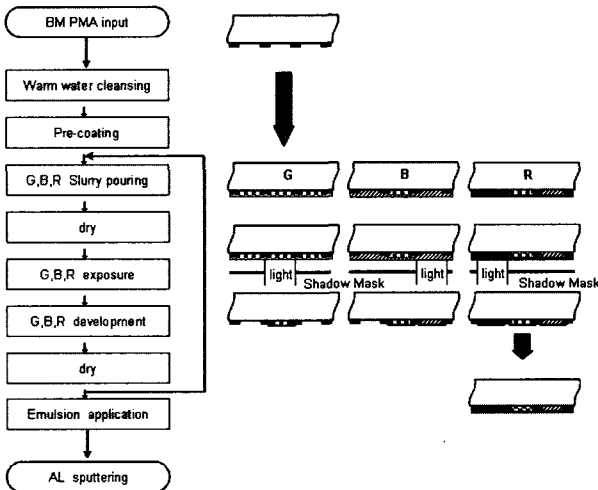 BM PMA input
Warm water cleansing
Pre-coating
G,B,R Slurry pouring
dry
G,B,R exposure
G,B,R development
dry
Emulsion application
AL sputtering
G
B
R
light
Shadow Mask
light
light
Shadow Mask